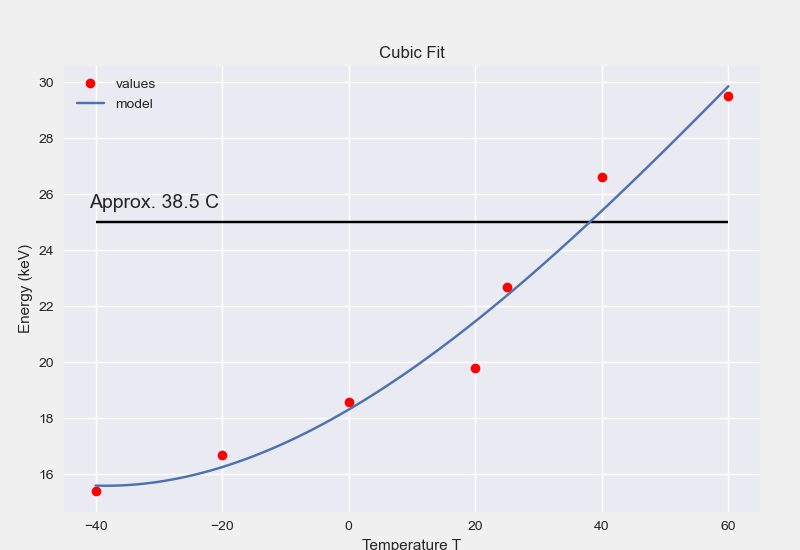 Cubic Fit
values
model
Approx. 38.5 C
Energy (keV)
30
28
26
24
22
20
18
16
−40
−20
0
20
40
60
Temperature T